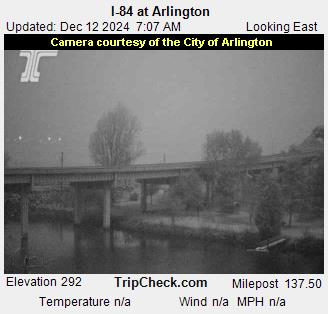 I-84 at Arlington
Updated: Dec 12 2024 7:07 AM Looking East
Camera courtesy of the City of Arlington
Elevation 292 TripCheck.com Milepost 137.50
Temperature n/a Wind n/a MPH n/a